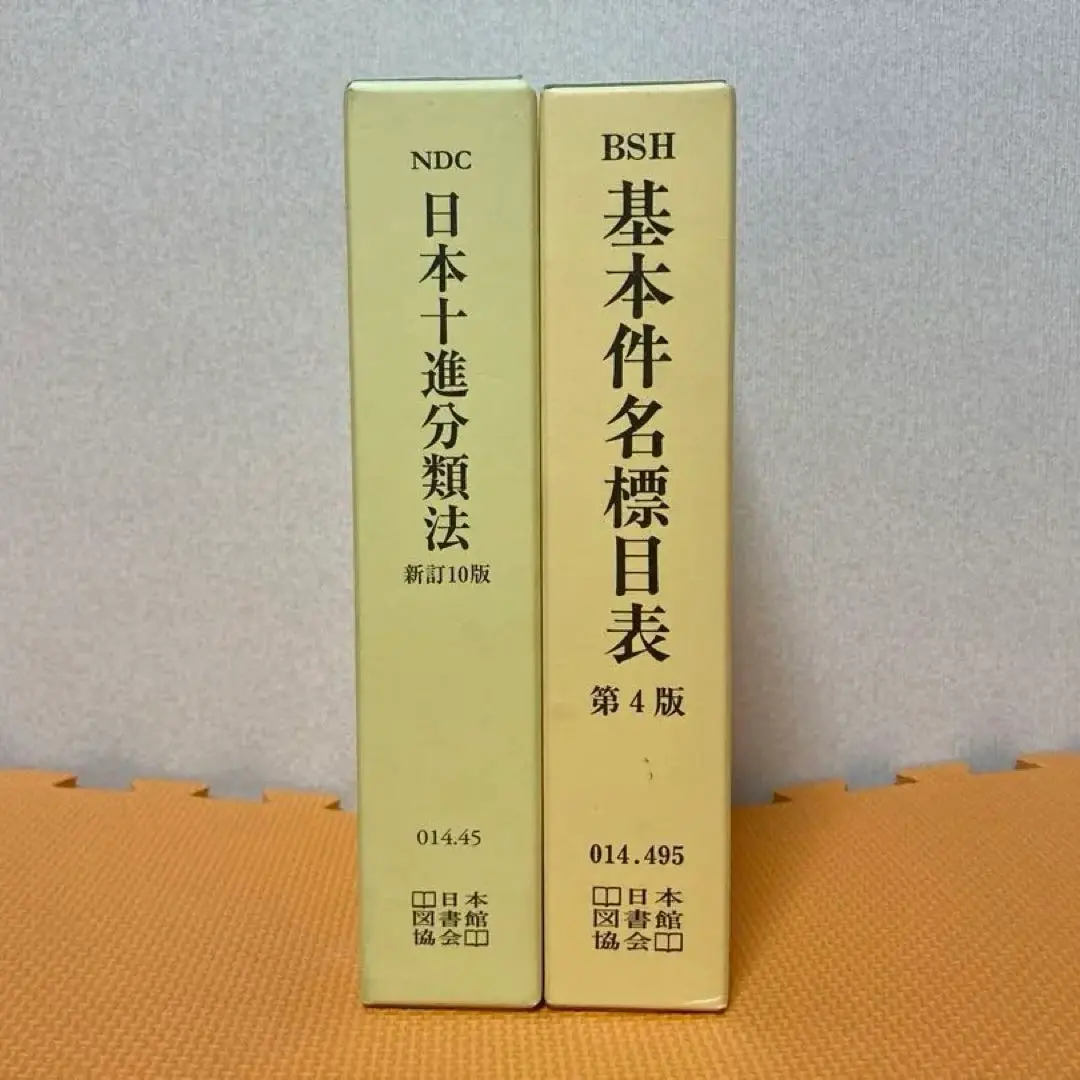 NDC
日本十進分類法
新訂10版
014.45
日本
図書館
協会
BSH
基本件名標目表
第4版
014.495
日本
図書館
協会